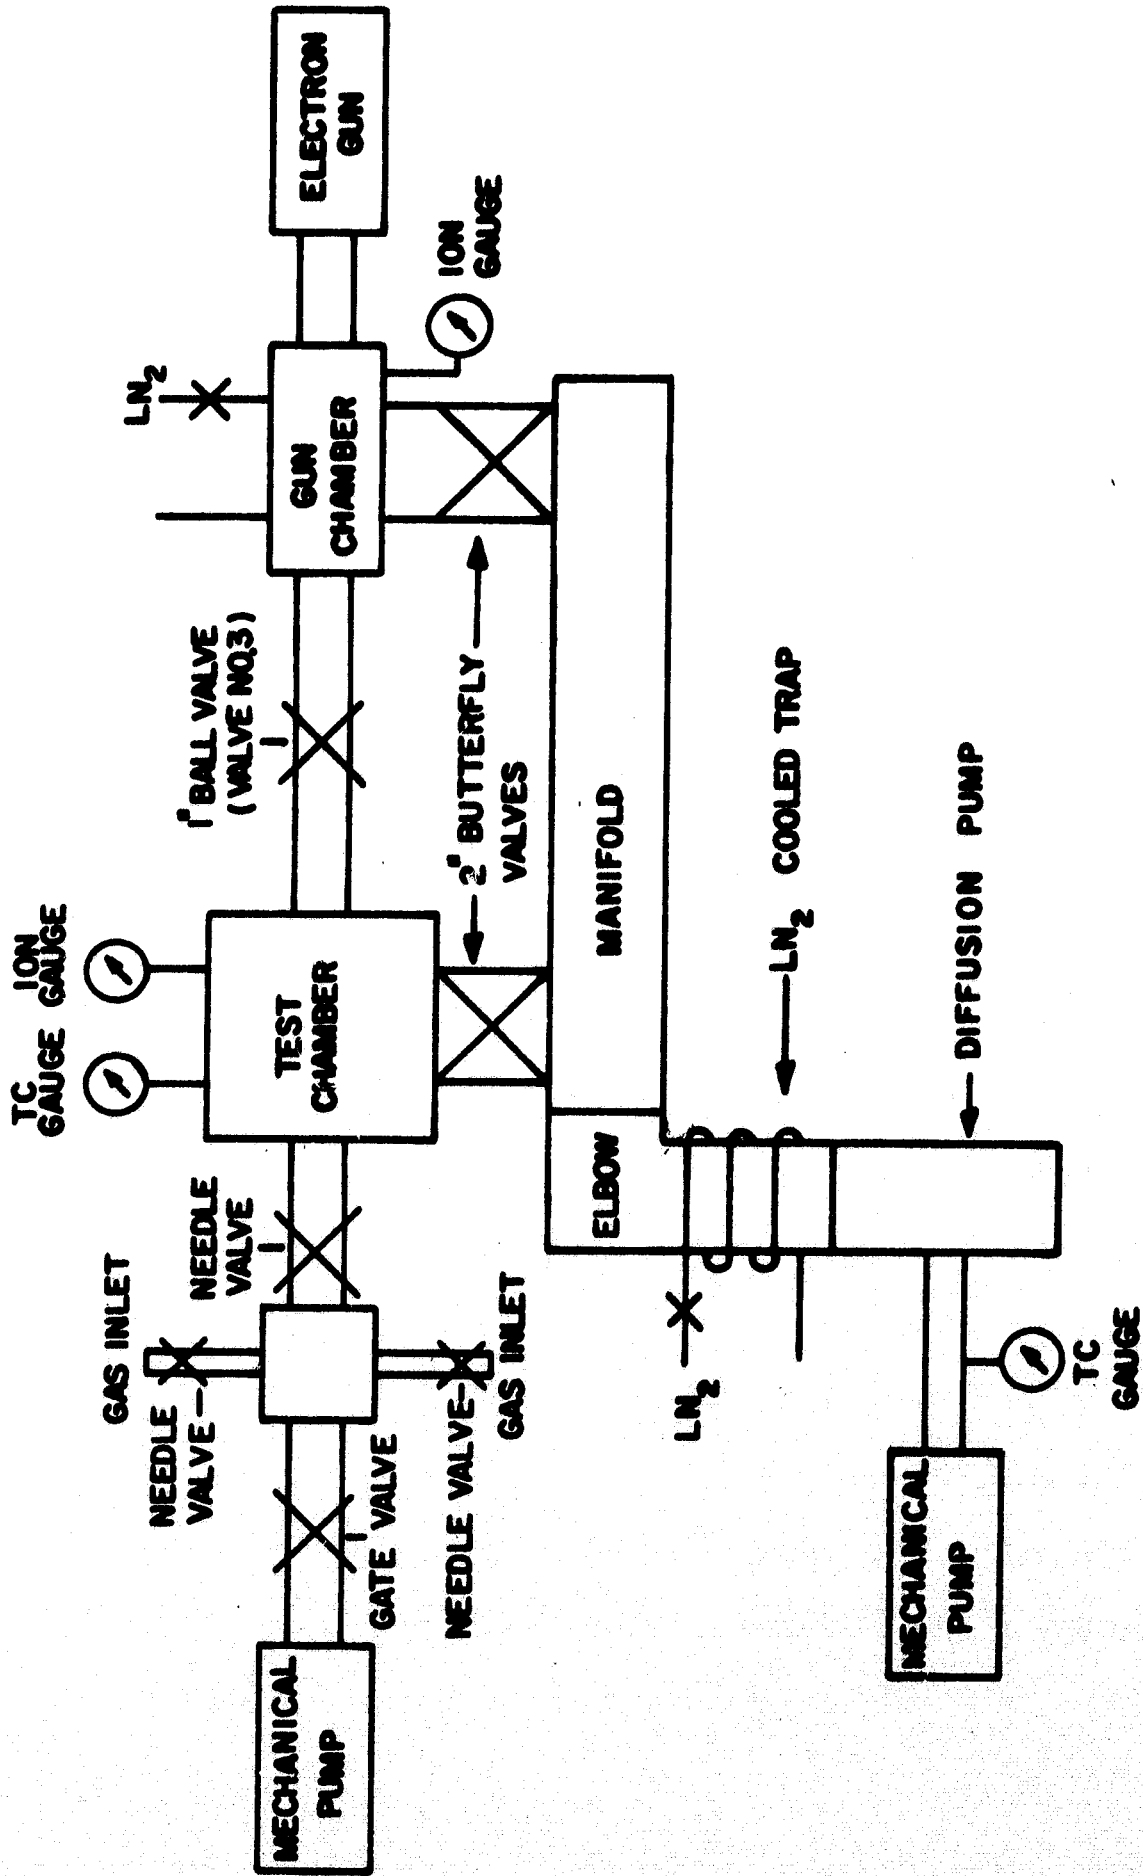 TC
GAUGE
ION
GAUGE
LN₂
GAS INLET
NEEDLE
VALVE
NEEDLE
VALVE
1" BALL VALVE
(VALVE NO.3)
MECHANICAL
PUMP
TEST
CHAMBER
GUN
CHAMBER
ELECTRON
GUN
GATE VALVE
NEEDLE VALVE
GAS INLET
2" BUTTERFLY
VALVES
ION
GAUGE
ELBOW
MANIFOLD
LN₂
LN₂ COOLED TRAP
MECHANICAL
PUMP
DIFFUSION PUMP
TC
GAUGE